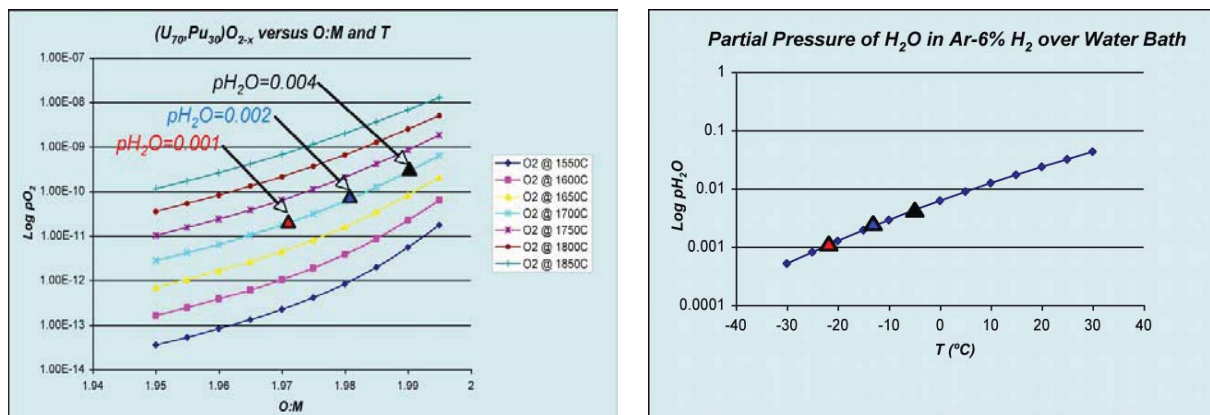 (U70,Pu30)O2-x versus O:M and T
1.00E-07
1.00E-08
1.00E-09
1.00E-10
1.00E-11
1.00E-12
1.00E-13
1.00E-14
Log pO2
pH2O=0.004
pH2O=0.002
pH2O=0.001
1.94
1.95
1.96
1.97
1.98
1.99
2
O:M
O2 @ 1550C
O2 @ 1600C
O2 @ 1650C
O2 @ 1700C
O2 @ 1750C
O2 @ 1800C
O2 @ 1850C
Partial Pressure of H2O in Ar-6% H2 over Water Bath
1
0.1
0.01
0.001
0.0001
Log pH2O
-40
-30
-20
-10
0
10
20
30
40
T (ºC)